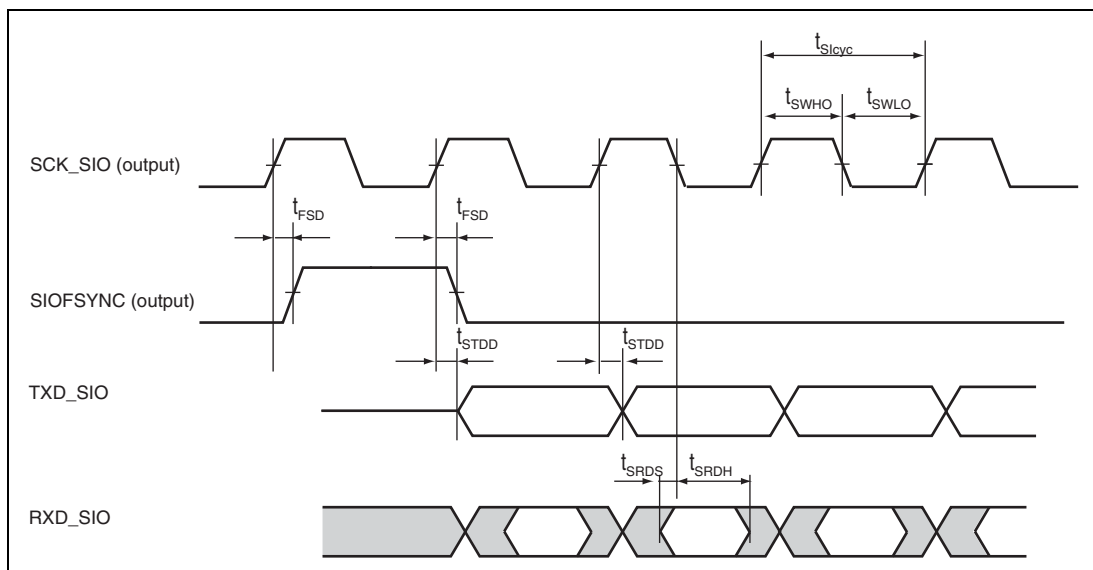 tSIcyc
tSWHO tSWLO
SCK_SIO (output)
tFSD tFSD
SIOFSYNC (output)
tSTDD tSTDD
TXD_SIO
tSRDS tSRDH
RXD_SIO